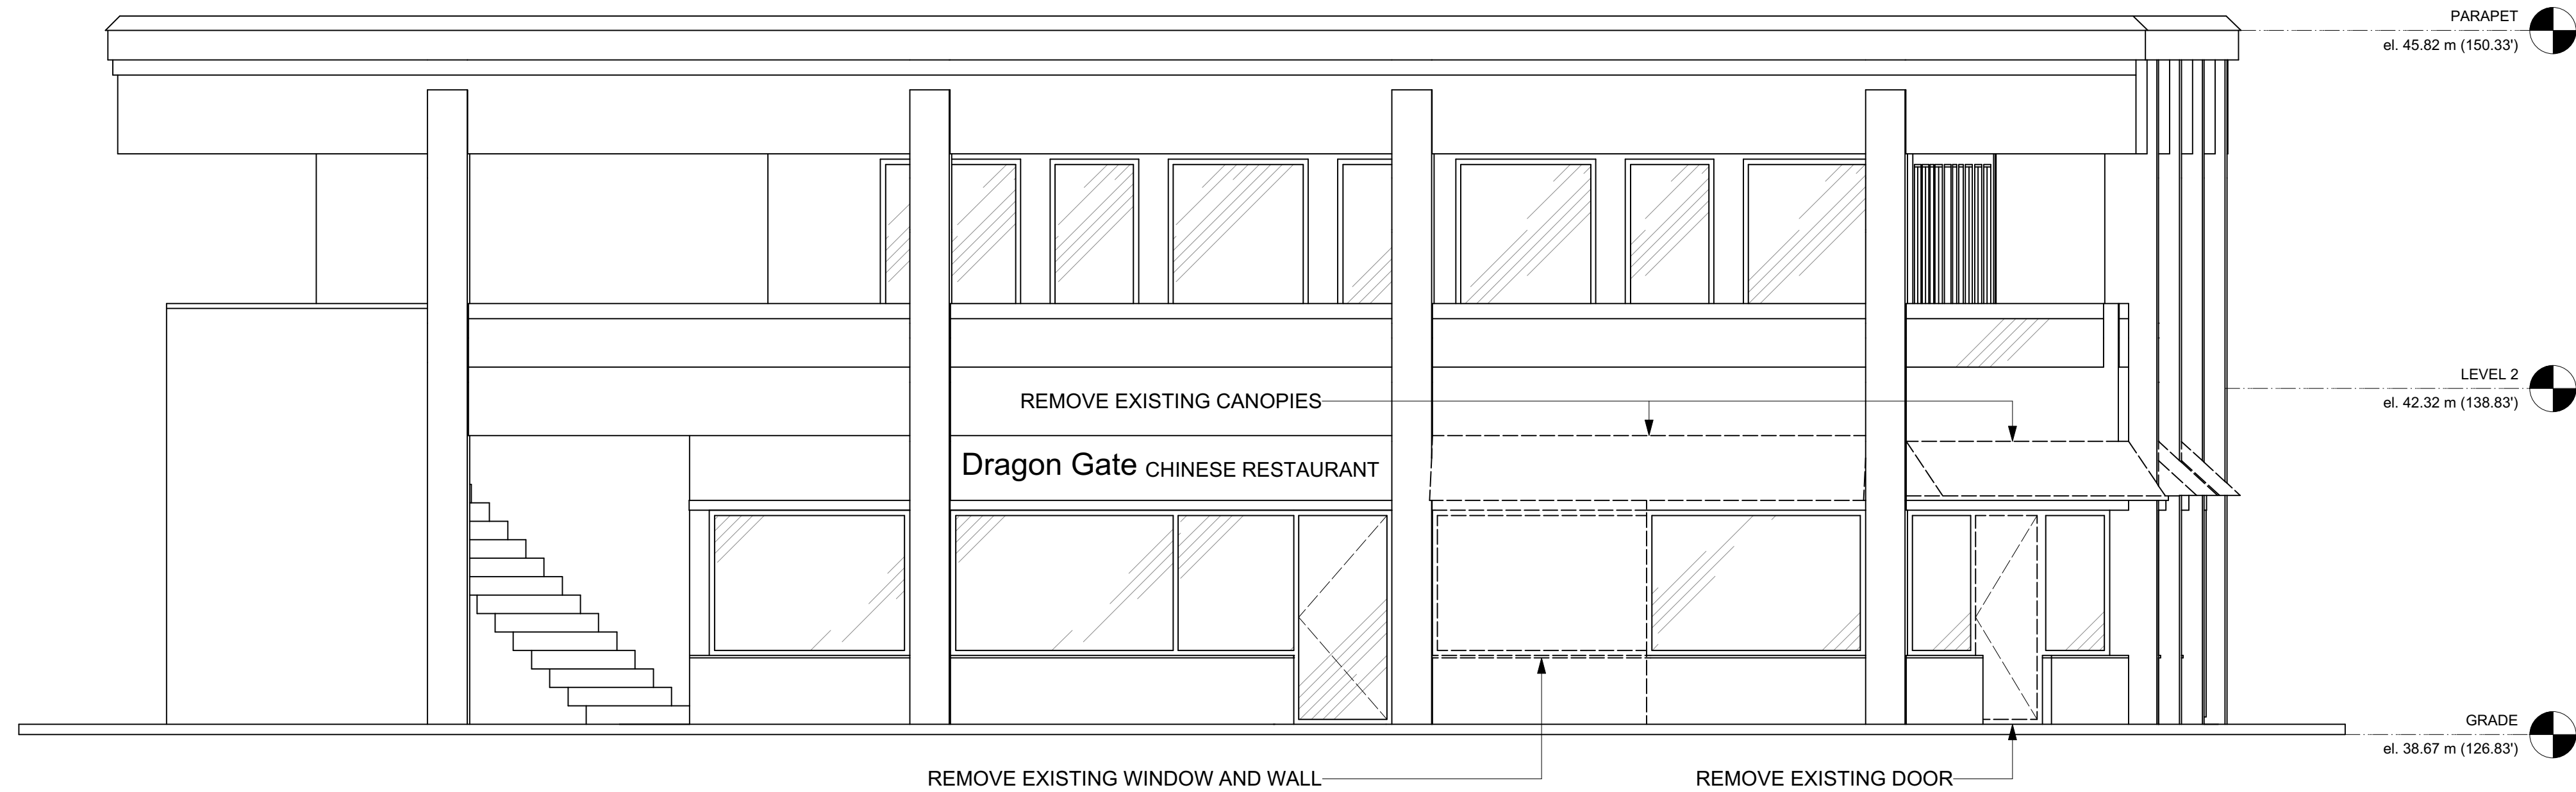 PARAPET
el. 45.82 m (150.33')
LEVEL 2
el. 42.32 m (138.83')
REMOVE EXISTING CANOPIES
Dragon Gate CHINESE RESTAURANT
GRADE
el. 38.67 m (126.83')
REMOVE EXISTING WINDOW AND WALL
REMOVE EXISTING DOOR